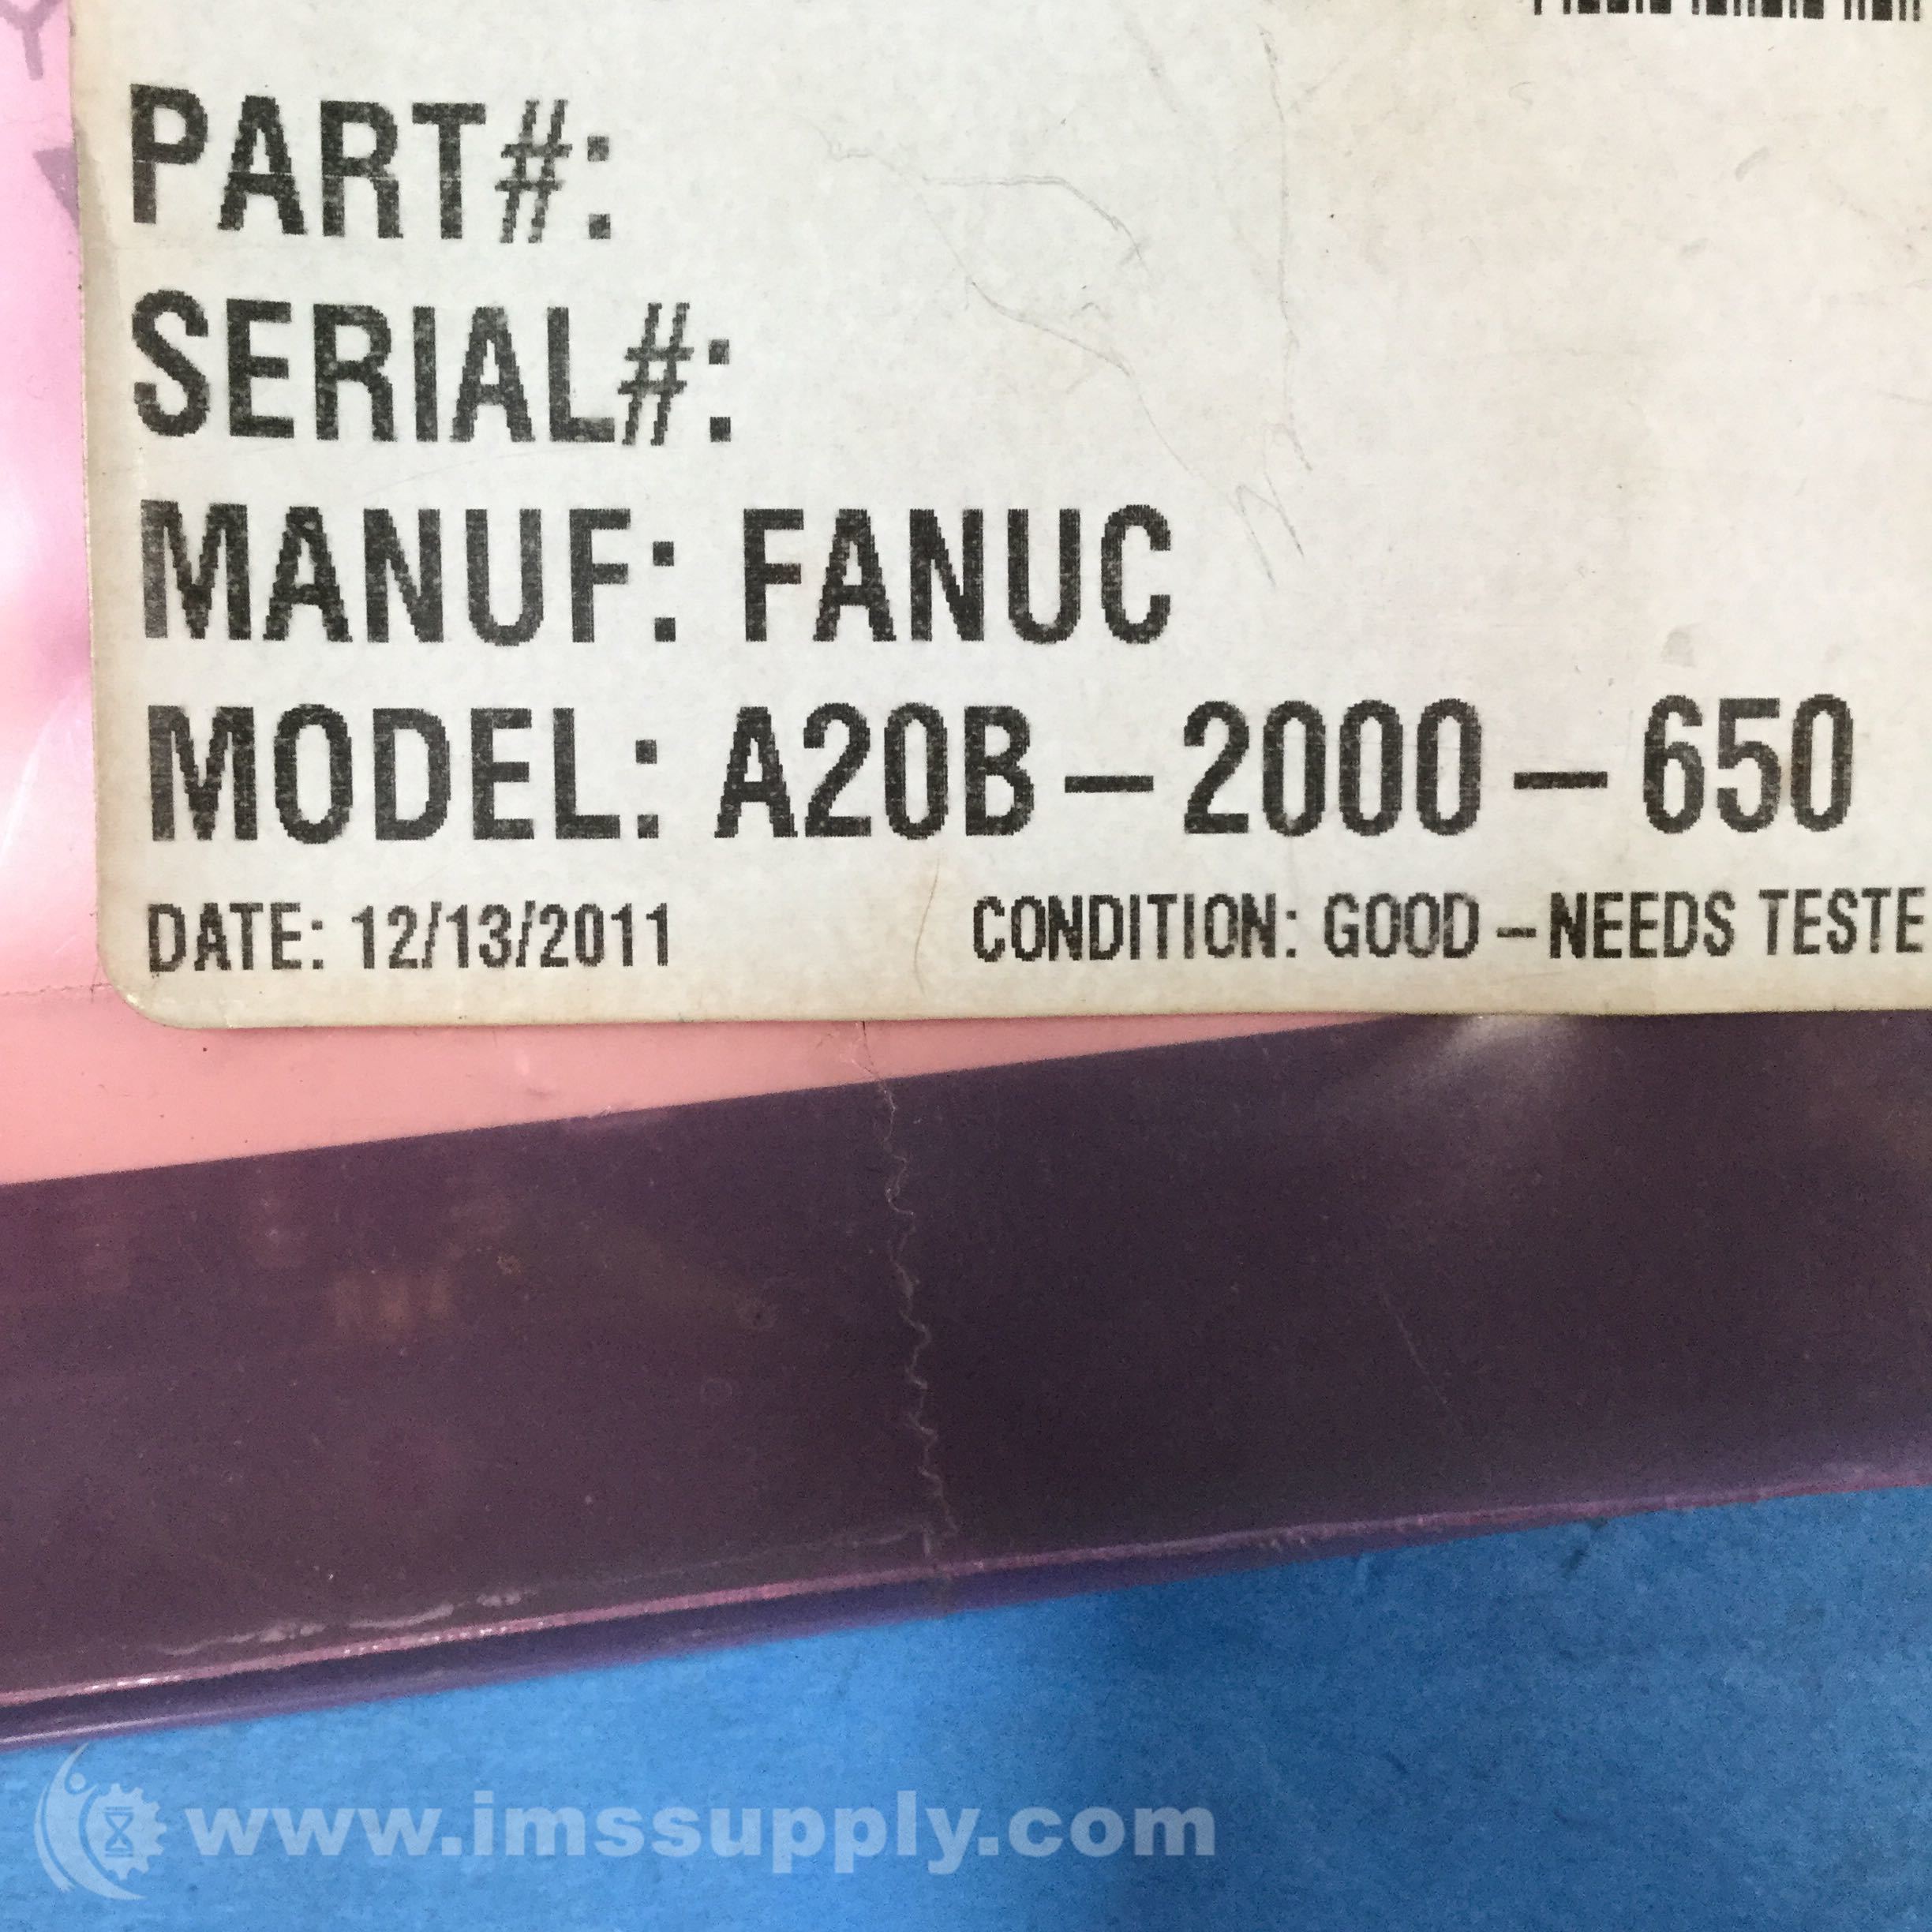 PART#:
SERIAL#:
MANUF: FANUC
MODEL: A20B-2000-650
DATE: 12/13/2011 CONDITION: GOOD-NEEDS TESTE
www.imssupply.com